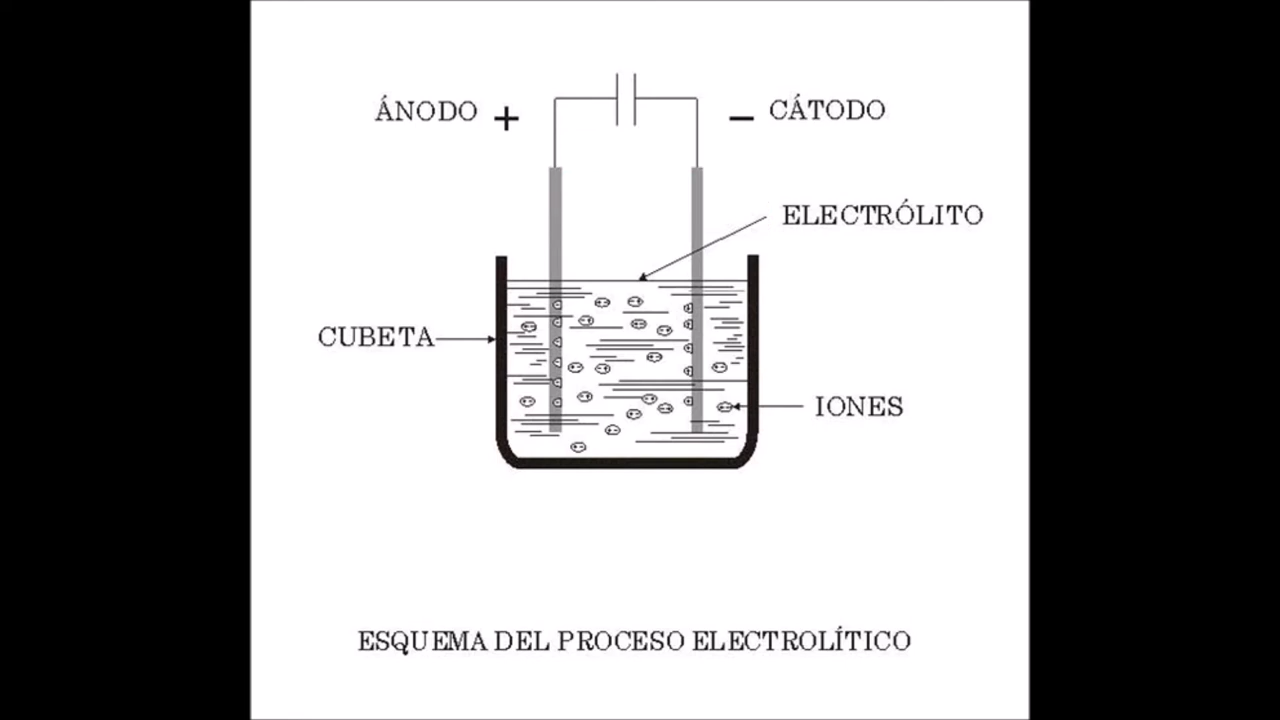 ÁNODO +
− CÁTODO
ELECTRÓLITO
CUBETA
IONES
ESQUEMA DEL PROCESO ELECTROLÍTICO